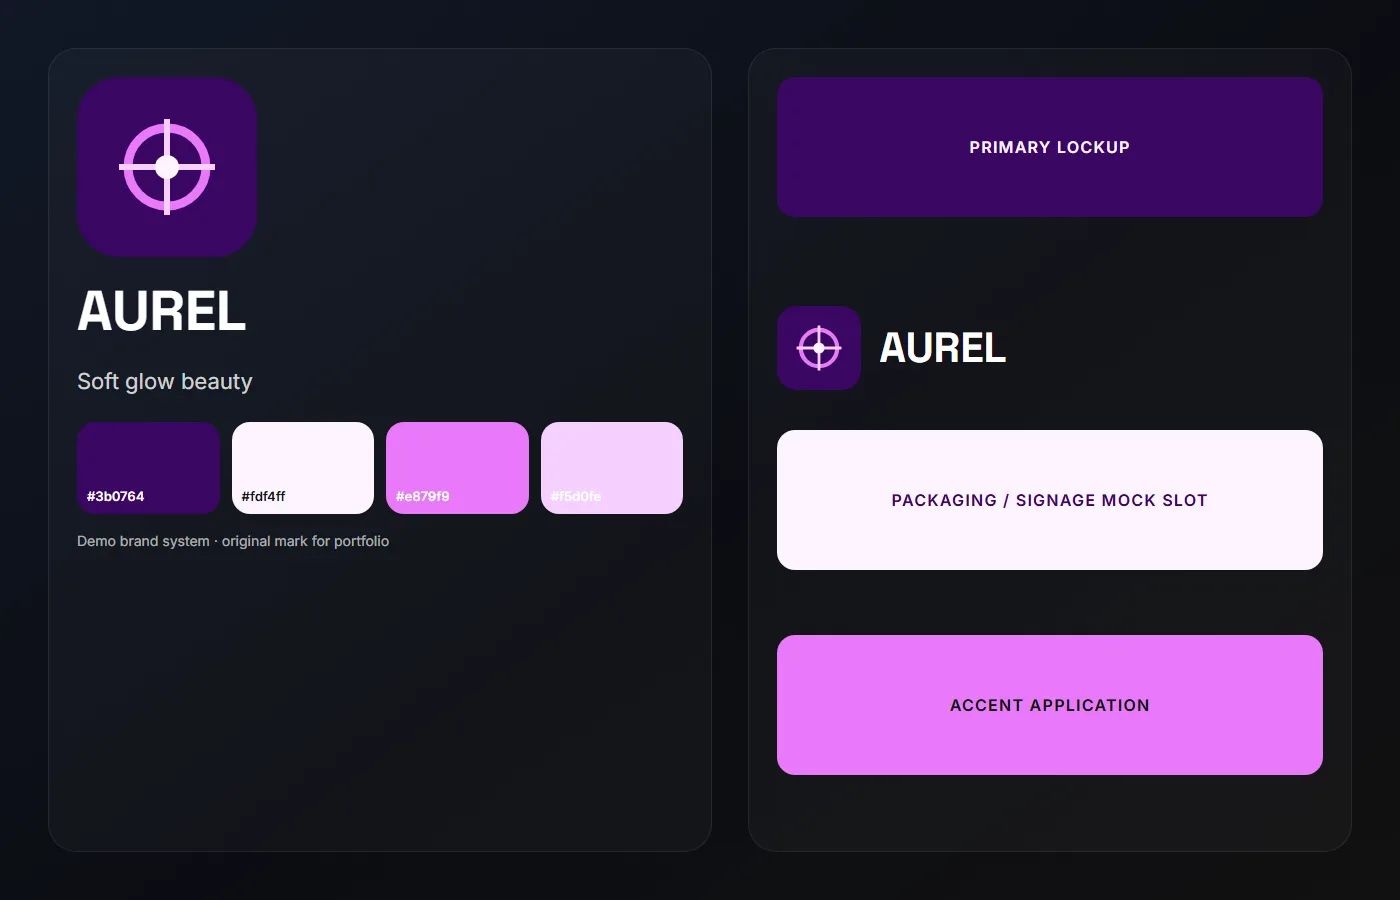 AUREL
Soft glow beauty
#3b0764
#fdf4ff
#e879f9
#f5d0fe
Demo brand system · original mark for portfolio
PRIMARY LOCKUP
AUREL
PACKAGING / SIGNAGE MOCK SLOT
ACCENT APPLICATION